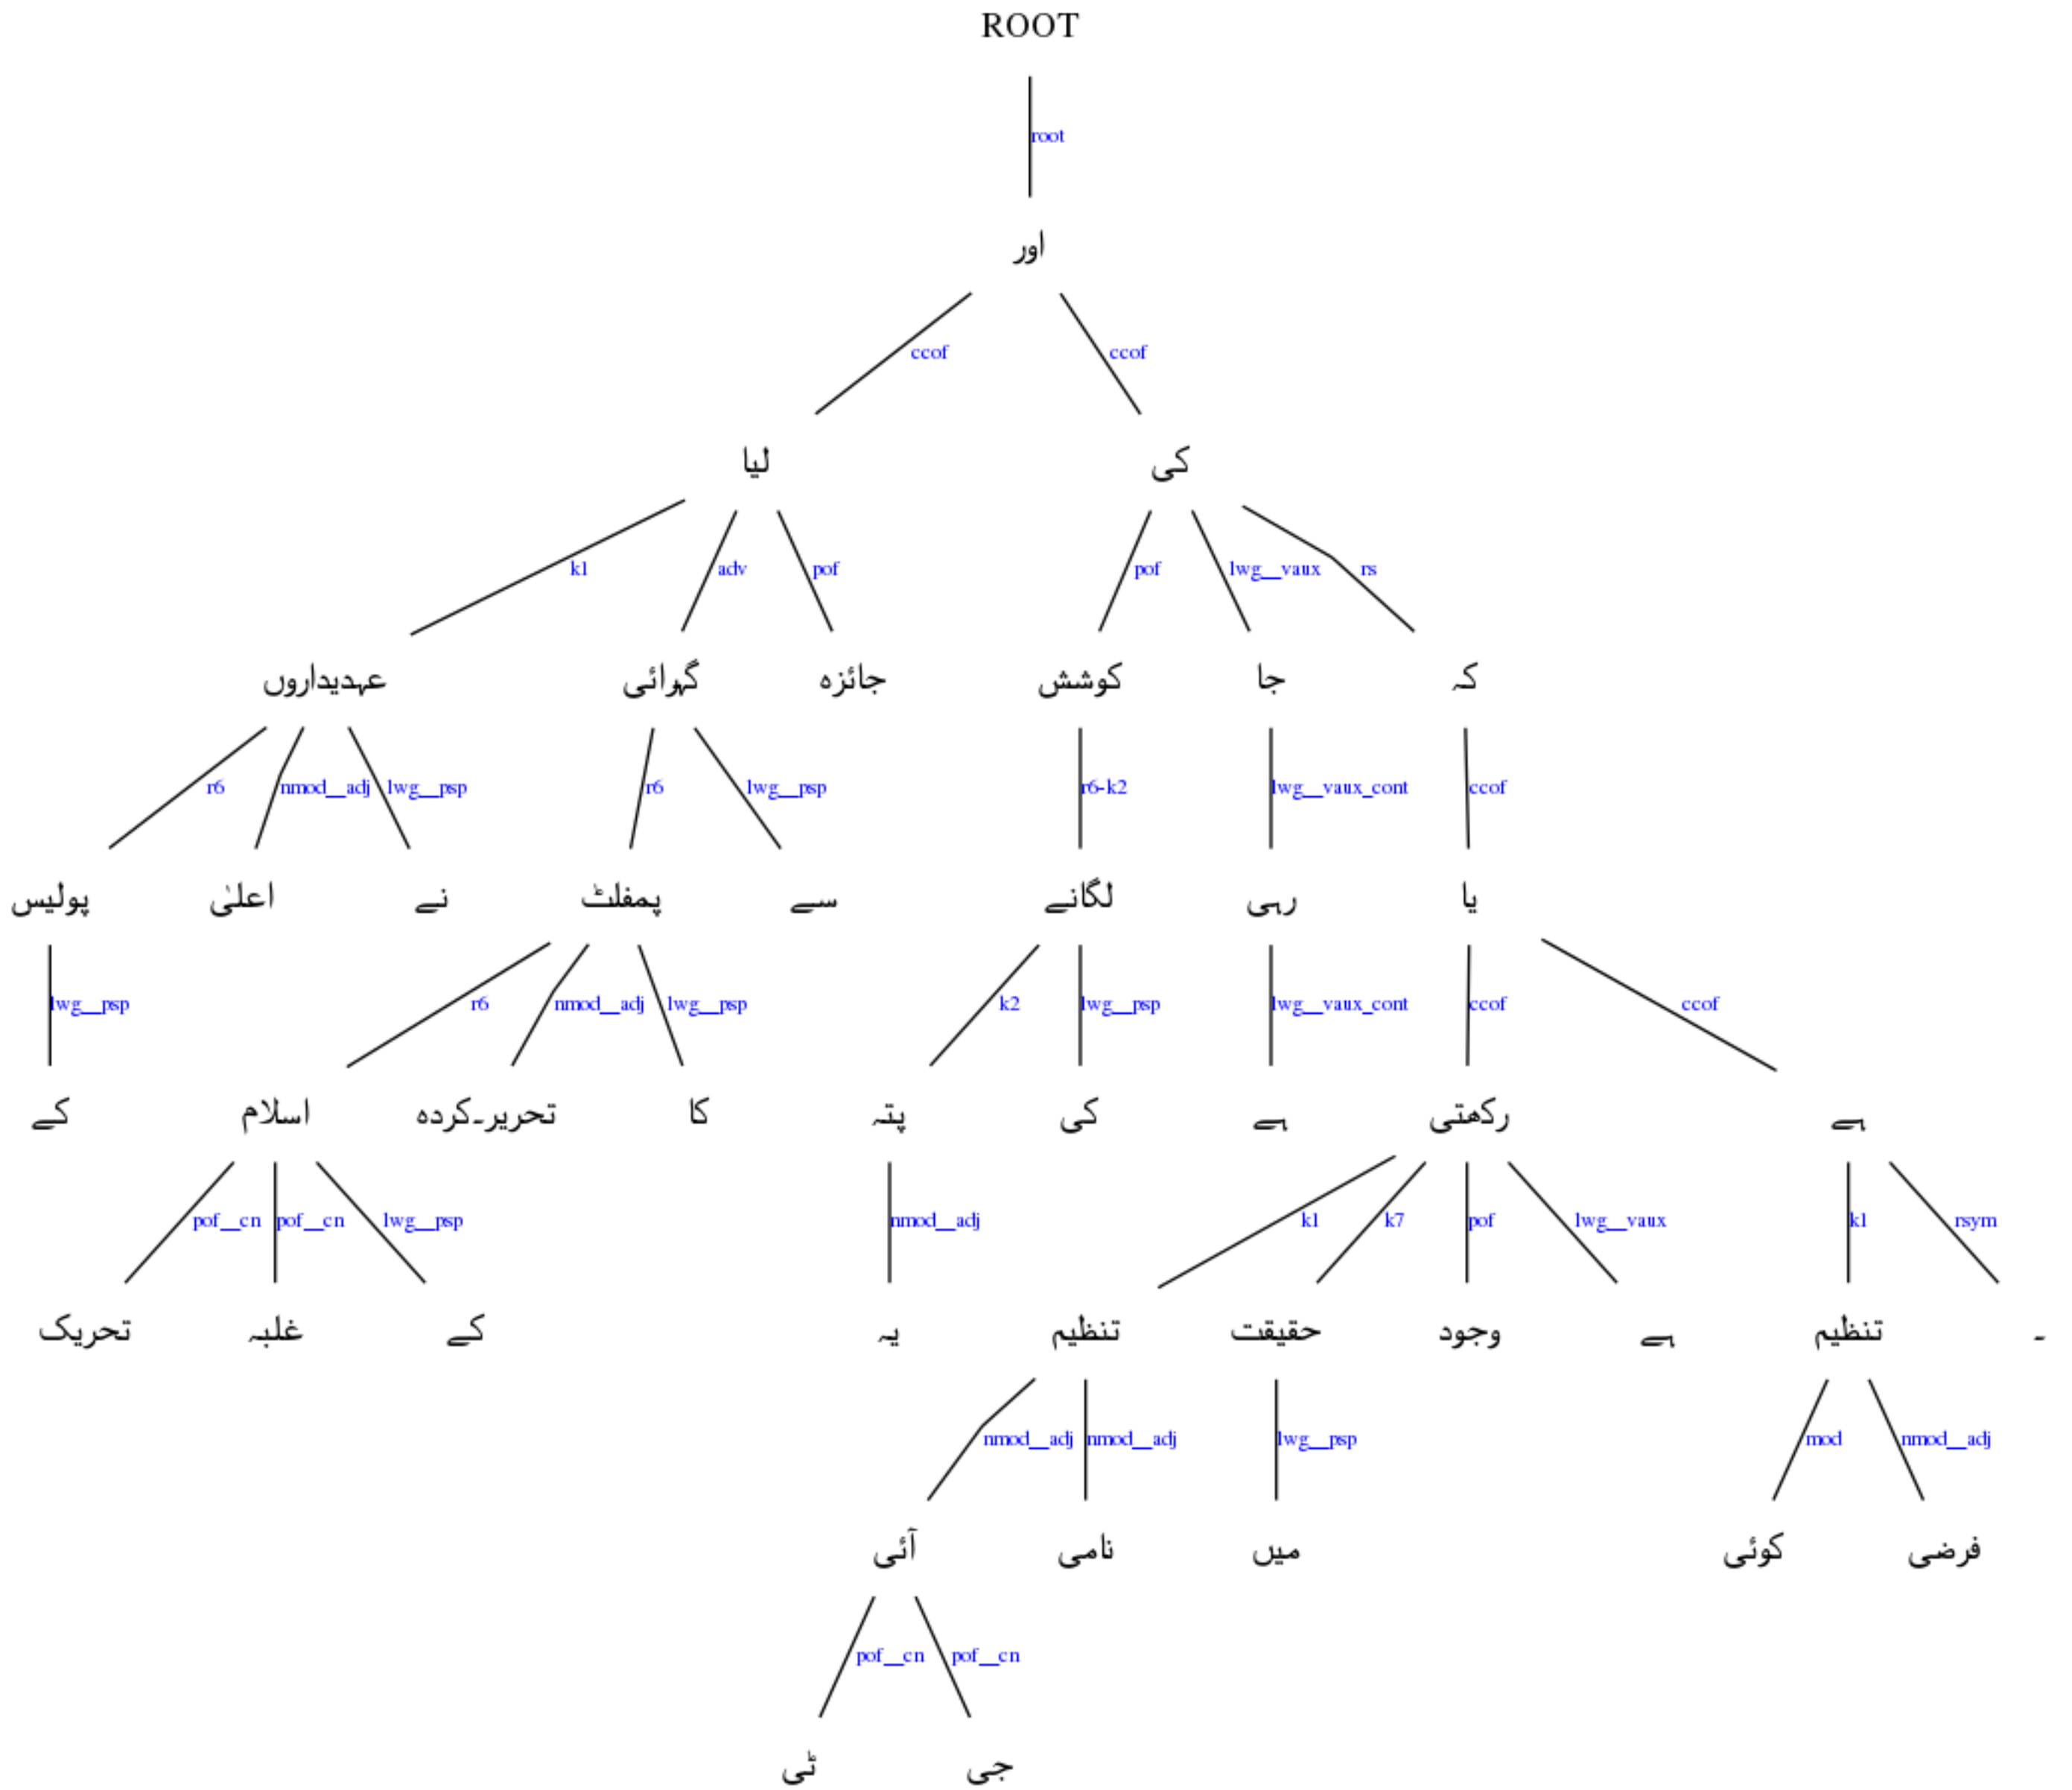 ROOT
root
اور
ccof ccof
لیا کی
k1 adv pof pof lwg__vaux rs
عہدیداروں گہرائی جائزہ کوشش جا کہ
r6 nmod__adj lwg__psp r6 lwg__psp r6-k2 lwg__vaux_cont ccof
پولیس اعلیٰ نے پمفلٹ سے لگانے رہی یا
lwg__psp r6 nmod__adj lwg__psp k2 lwg__psp lwg__vaux_cont ccof ccof
کے اسلام تحریر۔کردہ کا پتہ کی ہے رکھتی ہے
pof__cn pof__cn lwg__psp nmod__adj k1 k7 pof lwg__vaux k1 rsym
تحریک غلبہ کے یہ تنظیم حقیقت وجود ہے تنظیم ۔
nmod__adj nmod__adj lwg__psp mod nmod__adj
آئی نامی میں کوئی فرضی
pof__cn pof__cn
ٹی جی